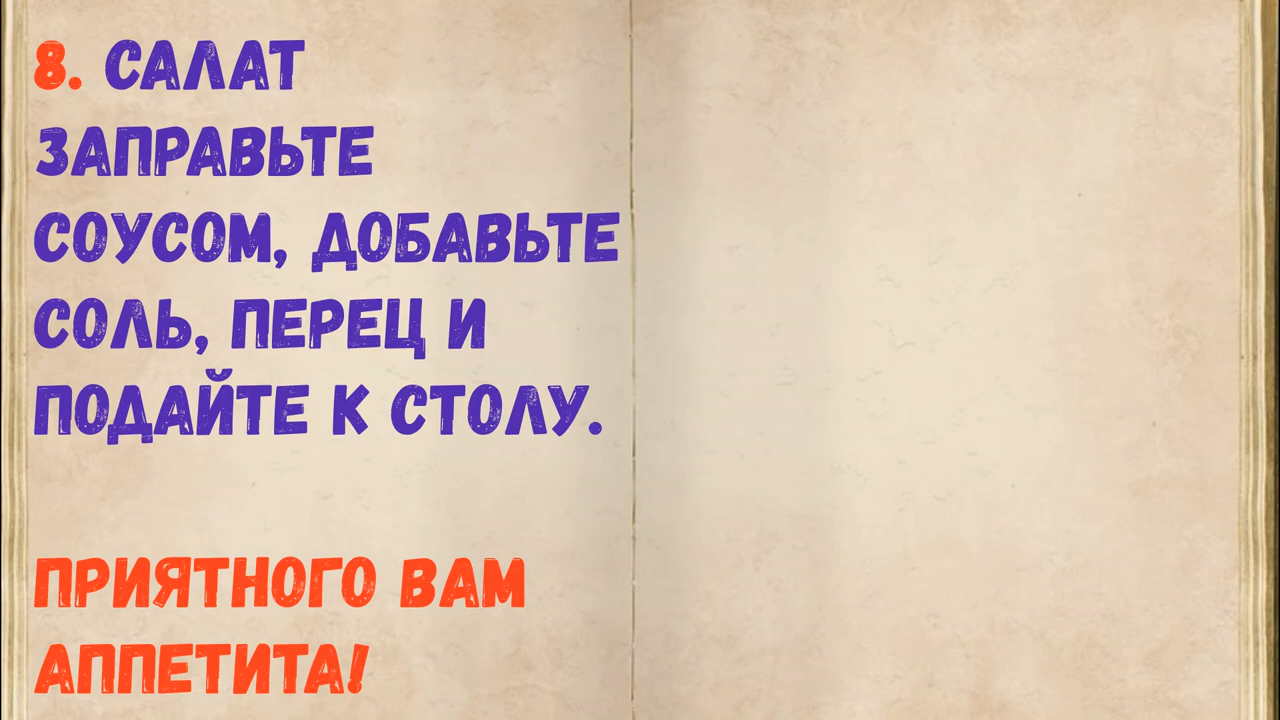 8. САЛАТ
ЗАПРАВЬТЕ
СОУСОМ, ДОБАВЬТЕ
СОЛЬ, ПЕРЕЦ И
ПОДАЙТЕ К СТОЛУ.
ПРИЯТНОГО ВАМ
АППЕТИТА!